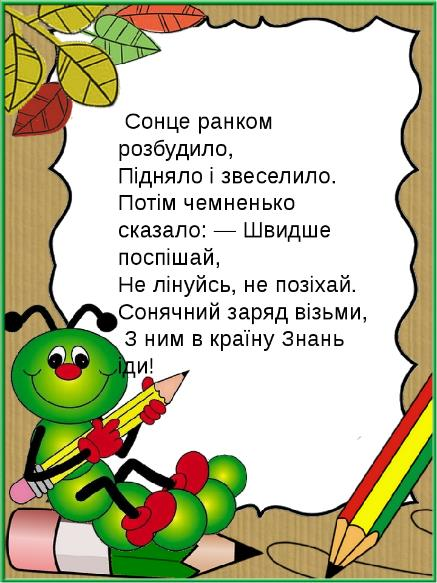 Сонце ранком
розбудило,
Підняло і звеселило.
Потім чемненько
сказало: — Швидше
поспішай,
Не лінуйсь, не позіхай.
Сонячний заряд візьми,
З ним в країну Знань
іди!